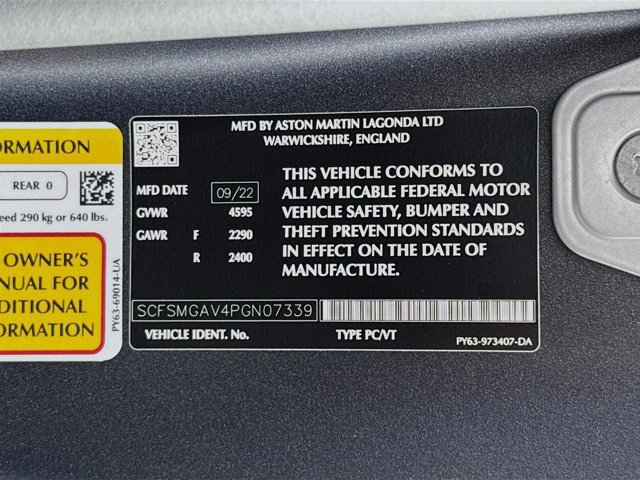 ORMATION
REAR 0
eed 290 kg or 640 lbs.
OWNER'S
NUAL FOR
DITIONAL
RMATION
PY63-69014-UA
MFD BY ASTON MARTIN LAGONDA LTD
WARWICKSHIRE, ENGLAND
MFD DATE 09/22
GVWR 4595
GAWR F 2290
R 2400
THIS VEHICLE CONFORMS TO
ALL APPLICABLE FEDERAL MOTOR
VEHICLE SAFETY, BUMPER AND
THEFT PREVENTION STANDARDS
IN EFFECT ON THE DATE OF
MANUFACTURE
SCFSMGAV4PGN07339
VEHICLE IDENT. No. TYPE PC/VT
PY63-973407-DA